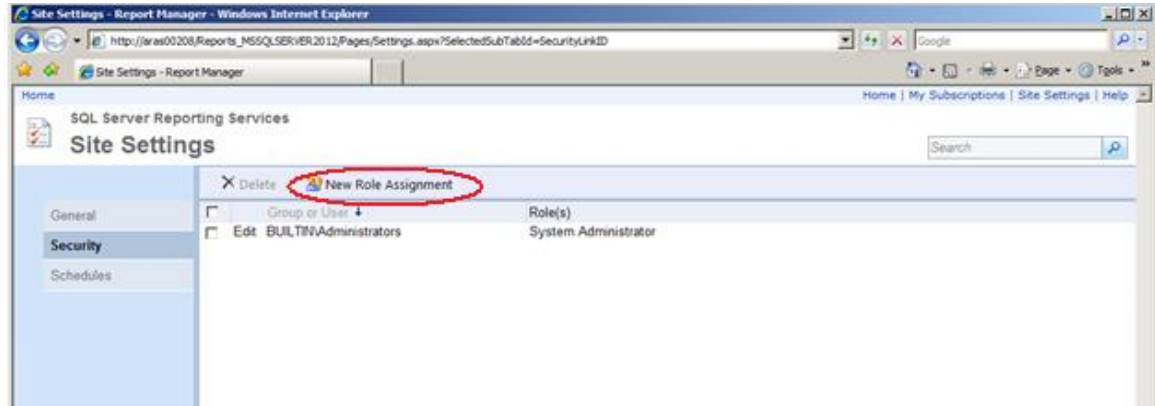 Site Settings - Report Manager - Windows Internet Explorer
http://aras00208/Reports_MSSQLSERVER2012/Pages/Settings.aspx?SelectedSubTabId=SecurityLinkID
Google
Site Settings - Report Manager
Page
Tools
Home
Home | My Subscriptions | Site Settings | Help
SQL Server Reporting Services
Site Settings
Search
Delete New Role Assignment
General
Security
Schedules
Group or User Role(s)
Edit BUILTIN\Administrators System Administrator